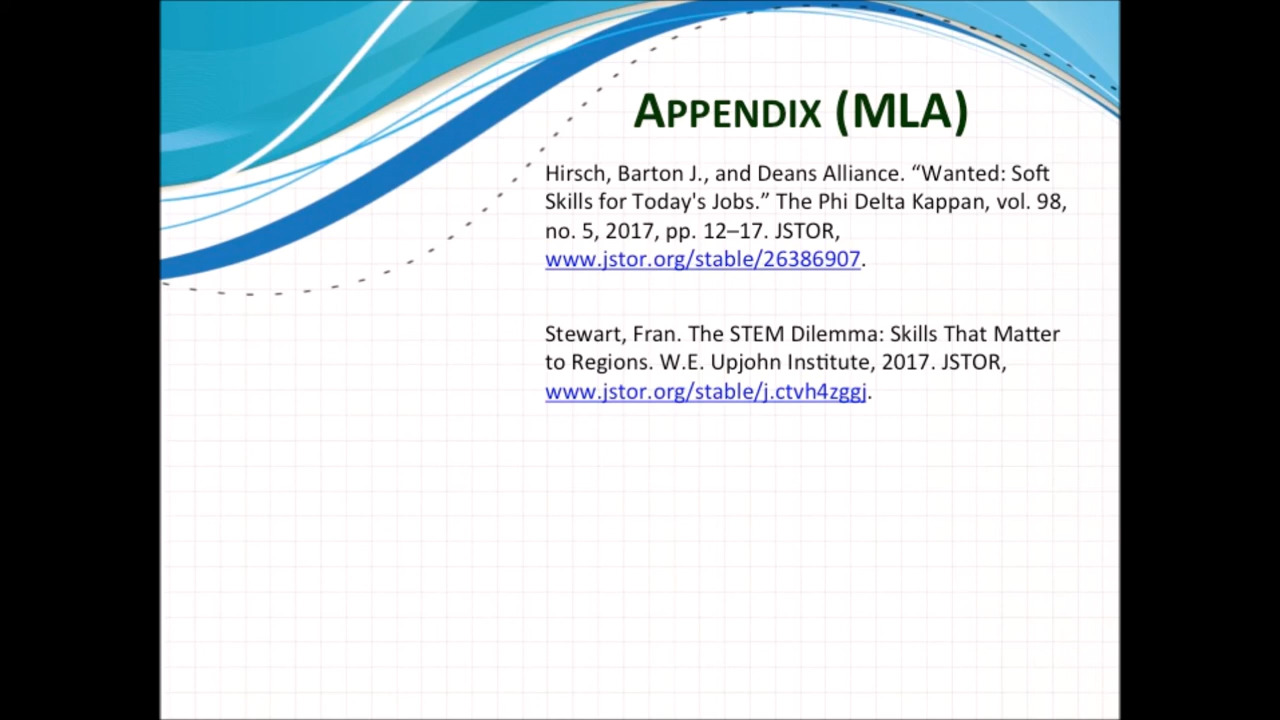 APPENDIX (MLA)
Hirsch, Barton J., and Deans Alliance. “Wanted: Soft
Skills for Today's Jobs.” The Phi Delta Kappan, vol. 98,
no. 5, 2017, pp. 12–17. JSTOR,
www.jstor.org/stable/26386907.
Stewart, Fran. The STEM Dilemma: Skills That Matter
to Regions. W.E. Upjohn Institute, 2017. JSTOR,
www.jstor.org/stable/j.ctvh4zggj.